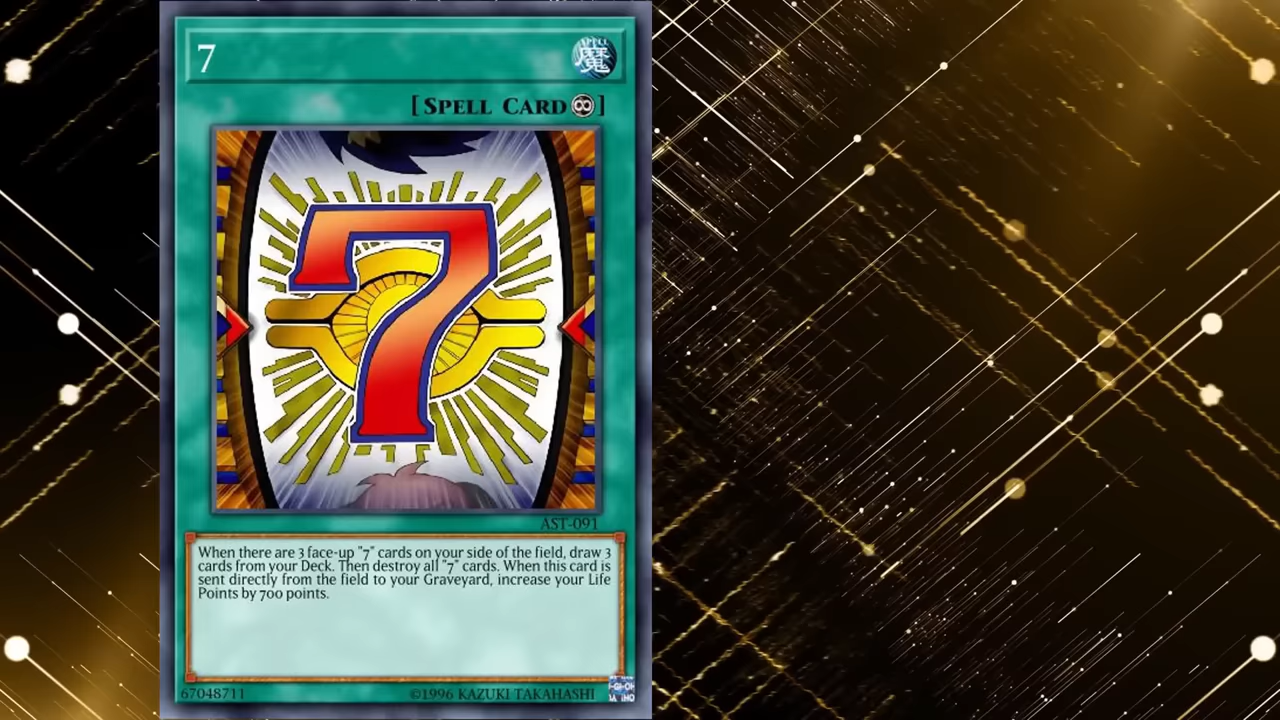 7
SPELL
魔
[ SPELL CARD ]
7
AST-091
When there are 3 face-up "7" cards on your side of the field, draw 3
cards from your Deck. Then destroy all "7" cards. When this card is
sent directly from the field to your Graveyard, increase your Life
Points by 700 points.
67048711
©1996 KAZUKI TAKAHASHI